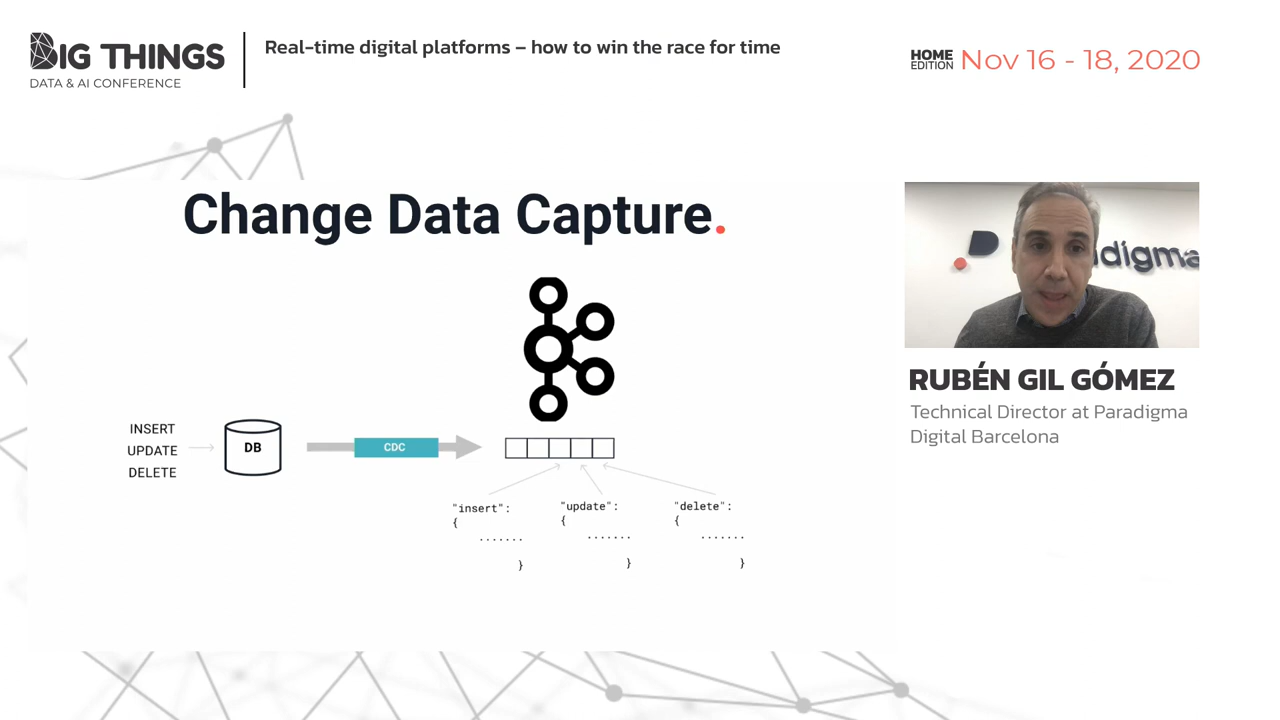 BIG THINGS
DATA & AI CONFERENCE
Real-time digital platforms – how to win the race for time
HOME
EDITION
Nov 16 - 18, 2020
Change Data Capture.
INSERT
UPDATE
DELETE
DB
CDC
"insert":
{
.......
}
"update":
{
.......
}
"delete":
{
.......
}
adigma
RUBÉN GIL GÓMEZ
Technical Director at Paradigma
Digital Barcelona